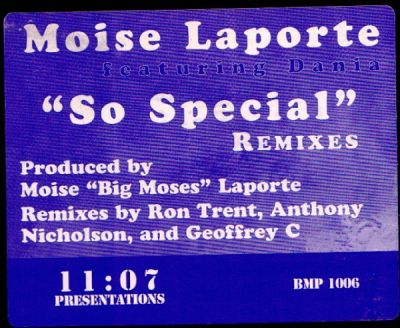 Moise Laporte
featuring Dania
“So Special”
REMIXES
Produced by
Moise “Big Moses” Laporte
Remixes by Ron Trent, Anthony
Nicholson, and Geoffrey C
11:07
PRESENTATIONS
BMP 1006